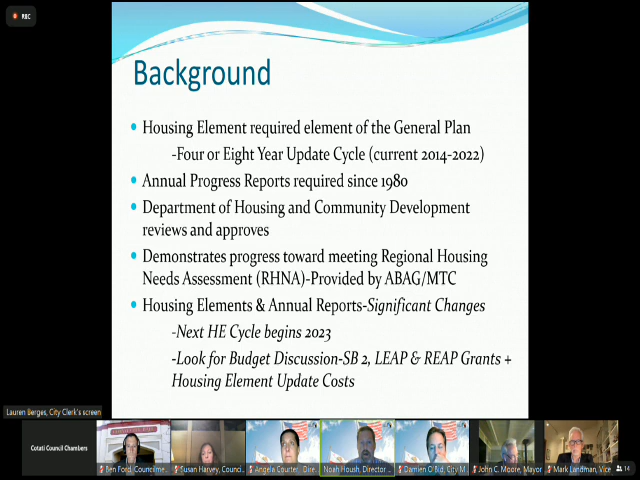 REC
Background
• Housing Element required element of the General Plan
-Four or Eight Year Update Cycle (current 2014-2022)
• Annual Progress Reports required since 1980
• Department of Housing and Community Development
reviews and approves
• Demonstrates progress toward meeting Regional Housing
Needs Assessment (RHNA)-Provided by ABAG/MTC
• Housing Elements & Annual Reports-Significant Changes
-Next HE Cycle begins 2023
-Look for Budget Discussion-SB 2, LEAP & REAP Grants +
Housing Element Update Costs
Lauren Berges, City Clerk's screen
Cotati Council Chambers
Ben Ford, Councilme...
Susan Harvey, Counci...
Angela Courter, Dire...
Noah Housh, Director ...
Damien O'Bid, City M...
John C. Moore, Mayor
Mark Landman, Vice
14